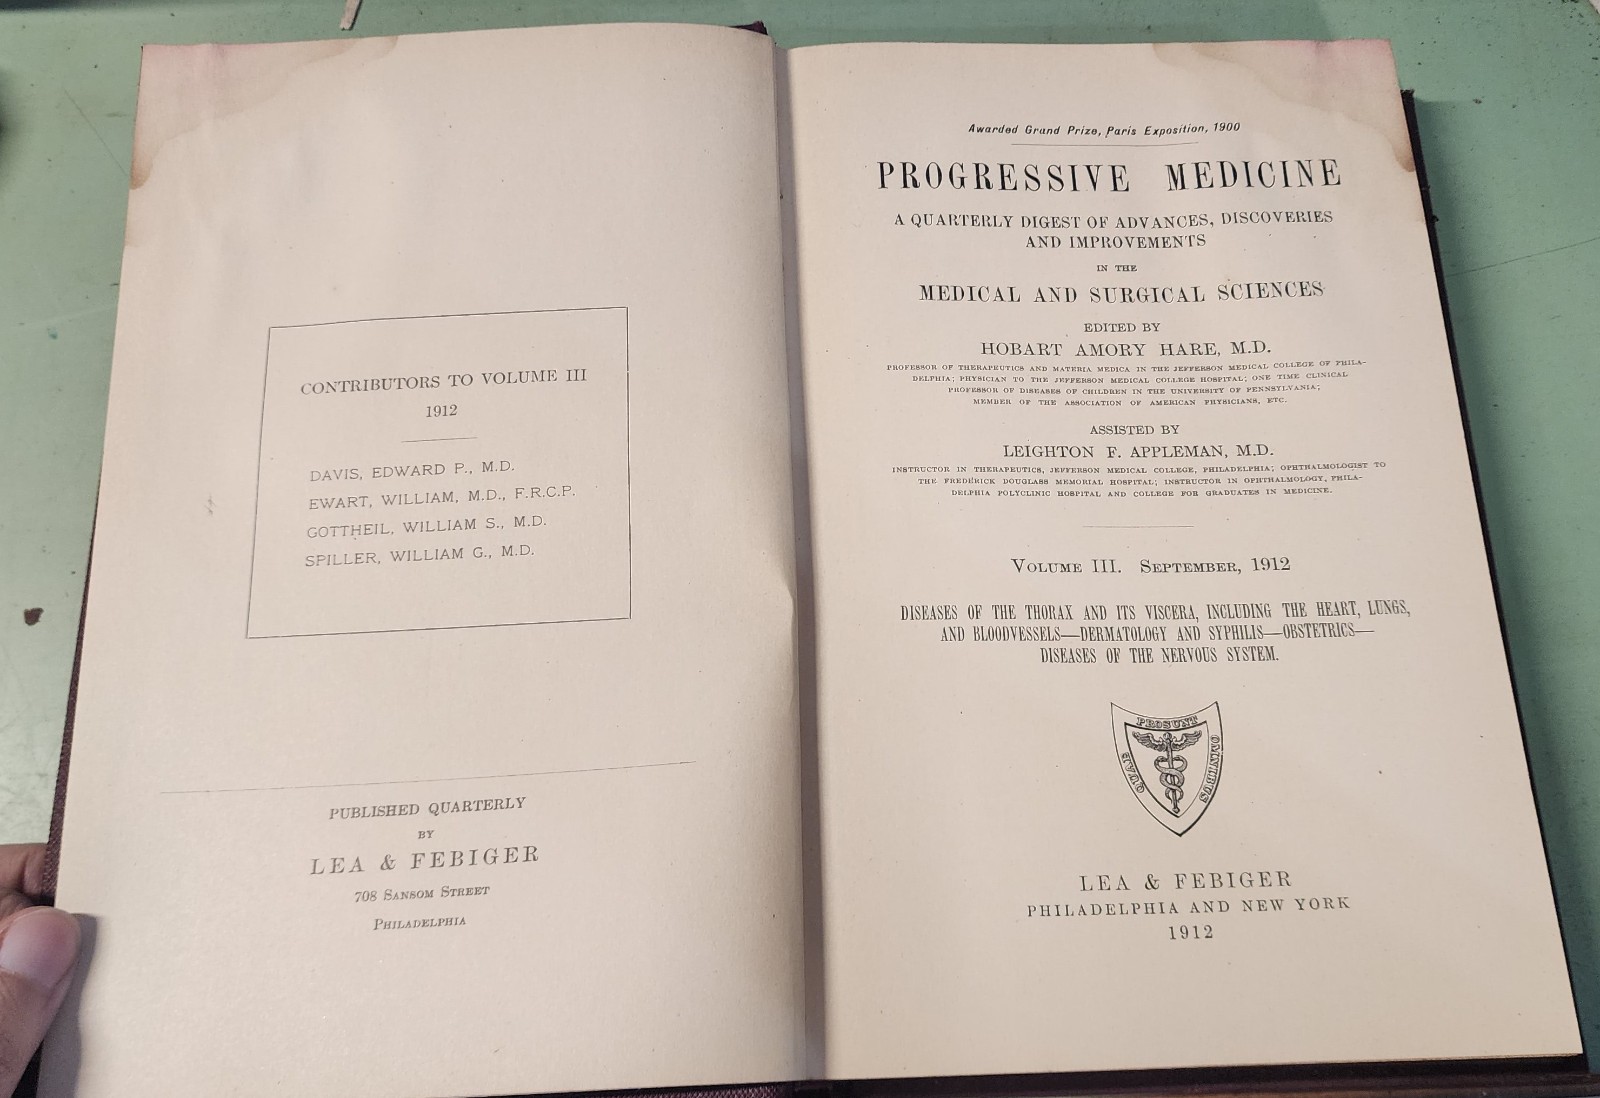 CONTRIBUTORS TO VOLUME III
1912
DAVIS, EDWARD P., M.D.
EWART, WILLIAM, M.D., F.R.C.P.
GOTTHEIL, WILLIAM S., M.D.
SPILLER, WILLIAM G., M.D.
PUBLISHED QUARTERLY
BY
LEA & FEBIGER
708 SANSOM STREET
PHILADELPHIA
Awarded Grand Prize, Paris Exposition, 1900
PROGRESSIVE MEDICINE
A QUARTERLY DIGEST OF ADVANCES, DISCOVERIES
AND IMPROVEMENTS
IN THE
MEDICAL AND SURGICAL SCIENCES
EDITED BY
HOBART AMORY HARE, M.D.
PROFESSOR OF THERAPEUTICS AND MATERIA MEDICA IN THE JEFFERSON MEDICAL COLLEGE OF PHILA-
DELPHIA; PHYSICIAN TO THE JEFFERSON MEDICAL COLLEGE HOSPITAL; ONE TIME CLINICAL
PROFESSOR OF DISEASES OF CHILDREN IN THE UNIVERSITY OF PENNSYLVANIA;
MEMBER OF THE ASSOCIATION OF AMERICAN PHYSICIANS, ETC.
ASSISTED BY
LEIGHTON F. APPLEMAN, M.D.
INSTRUCTOR IN THERAPEUTICS, JEFFERSON MEDICAL COLLEGE, PHILADELPHIA; OPHTHALMOLOGIST TO
THE FREDERICK DOUGLASS MEMORIAL HOSPITAL; INSTRUCTOR IN OPHTHALMOLOGY, PHILA-
DELPHIA POLYCLINIC HOSPITAL AND COLLEGE FOR GRADUATES IN MEDICINE.
VOLUME III. SEPTEMBER, 1912
DISEASES OF THE THORAX AND ITS VISCERA, INCLUDING THE HEART, LUNGS,
AND BLOODVESSELS—DERMATOLOGY AND SYPHILIS—OBSTETRICS—
DISEASES OF THE NERVOUS SYSTEM.
QUAE
PROSUNT
OMNIBUS
LEA & FEBIGER
PHILADELPHIA AND NEW YORK
1912